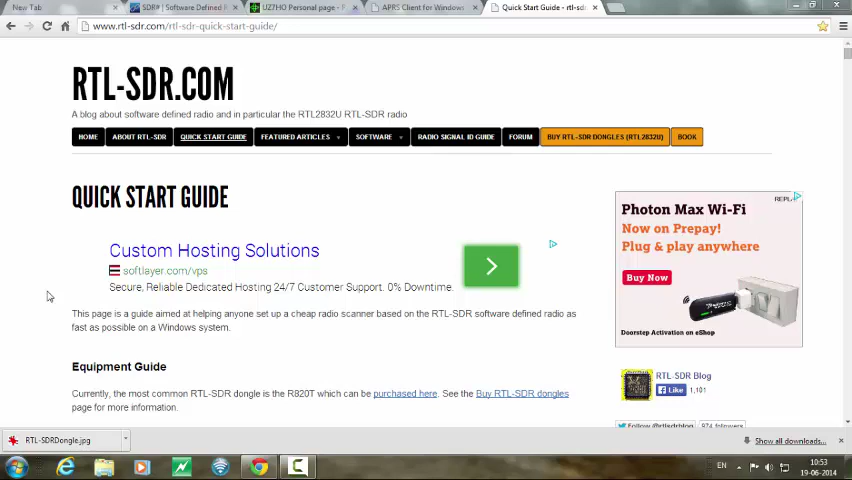 New Tab
SDR# | Software Defined R
UZ7HO Personal page - P
APRS Client for Windows
Quick Start Guide - rtl-sdr
www.rtl-sdr.com/rtl-sdr-quick-start-guide/
RTL-SDR.COM
A blog about software defined radio and in particular the RTL2832U RTL-SDR radio
HOME ABOUT RTL-SDR QUICK START GUIDE FEATURED ARTICLES SOFTWARE RADIO SIGNAL ID GUIDE FORUM BUY RTL-SDR DONGLES (RTL2832U) BOOK
QUICK START GUIDE
Custom Hosting Solutions
softlayer.com/vps
Secure, Reliable Dedicated Hosting 24/7 Customer Support. 0% Downtime.
This page is a guide aimed at helping anyone set up a cheap radio scanner based on the RTL-SDR software defined radio as
fast as possible on a Windows system.
Equipment Guide
Currently, the most common RTL-SDR dongle is the R820T which can be purchased here. See the Buy RTL-SDR dongles
page for more information.
Photon Max Wi-Fi
Now on Prepay!
Plug & play anywhere
Buy Now
Doorstep Activation on eShop
RTL-SDR Blog
Like 1,101
Follow @rtlsdrblog 974 followers
RTL-SDRDongle.jpg
Show all downloads...
EN
10:53
19-06-2014